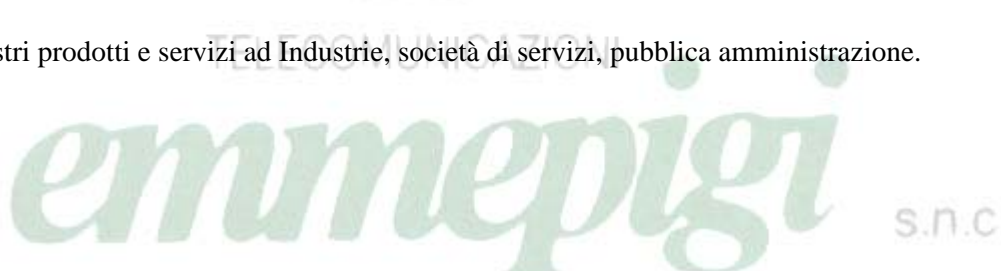 stri prodotti e servizi ad Industrie, società di servizi, pubblica amministrazione.
TELECOMUNICAZIONI
emmepigi s.n.c